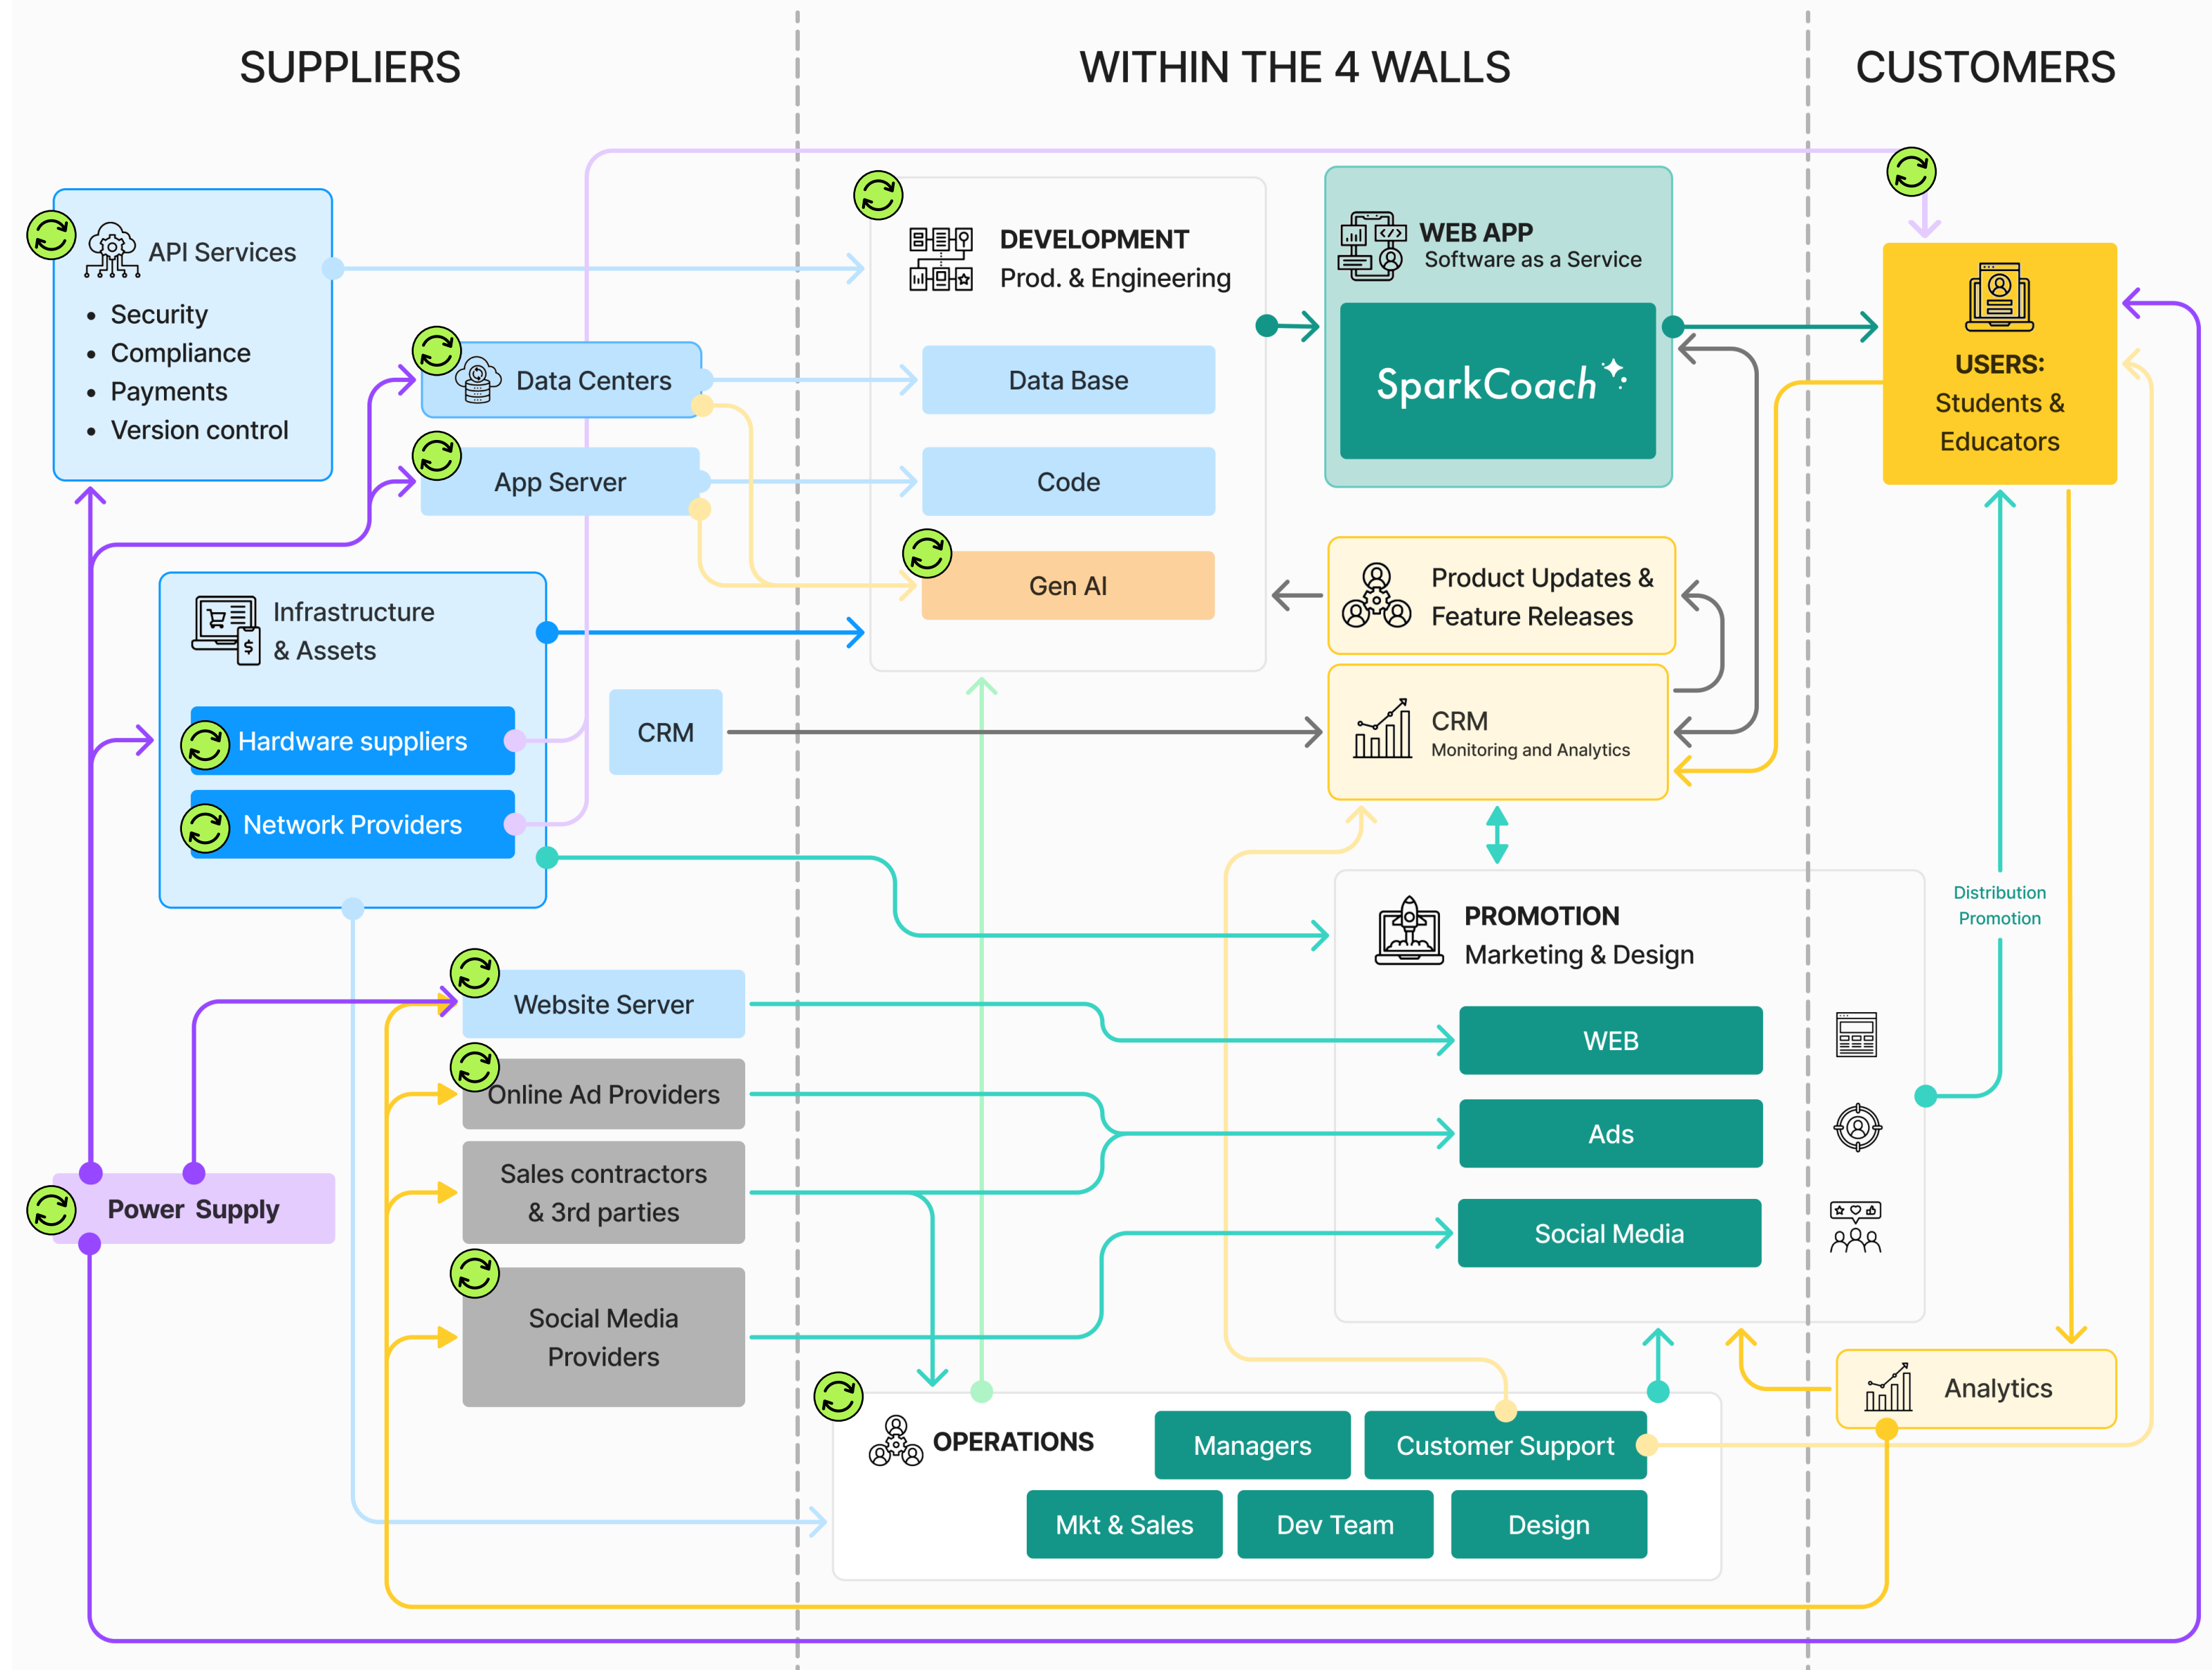 SUPPLIERS
WITHIN THE 4 WALLS
CUSTOMERS
API Services
• Security
• Compliance
• Payments
• Version control
Data Centers
App Server
Infrastructure
& Assets
Hardware suppliers
Network Providers
CRM
Website Server
Online Ad Providers
Sales contractors
& 3rd parties
Social Media
Providers
Power Supply
DEVELOPMENT
Prod. & Engineering
Data Base
Code
Gen AI
WEB APP
Software as a Service
SparkCoach
Product Updates &
Feature Releases
CRM
Monitoring and Analytics
PROMOTION
Marketing & Design
WEB
Ads
Social Media
OPERATIONS
Managers
Customer Support
Mkt & Sales
Dev Team
Design
USERS:
Students &
Educators
Distribution
Promotion
Analytics